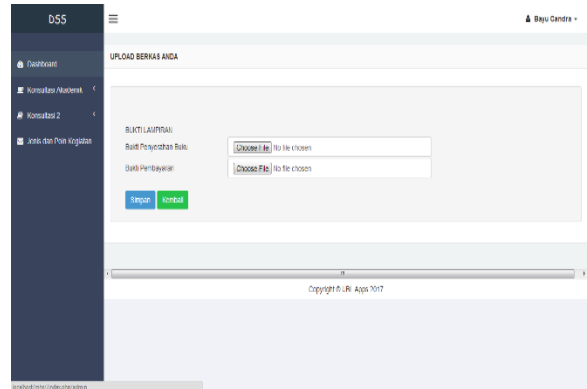 DSS
Bayu Candra
Dashboard
UPLOAD BERKAS ANDA
Konsultasi Akademik
Konsultasi 2
Jenis dan Poin Kegiatan
BUKTI LAMPIRAN
Bukti Penyerahan Buku
Choose File No file chosen
Bukti Pembayaran
Choose File No file chosen
Simpan Kembali
Copyright © UBL Apps 2017